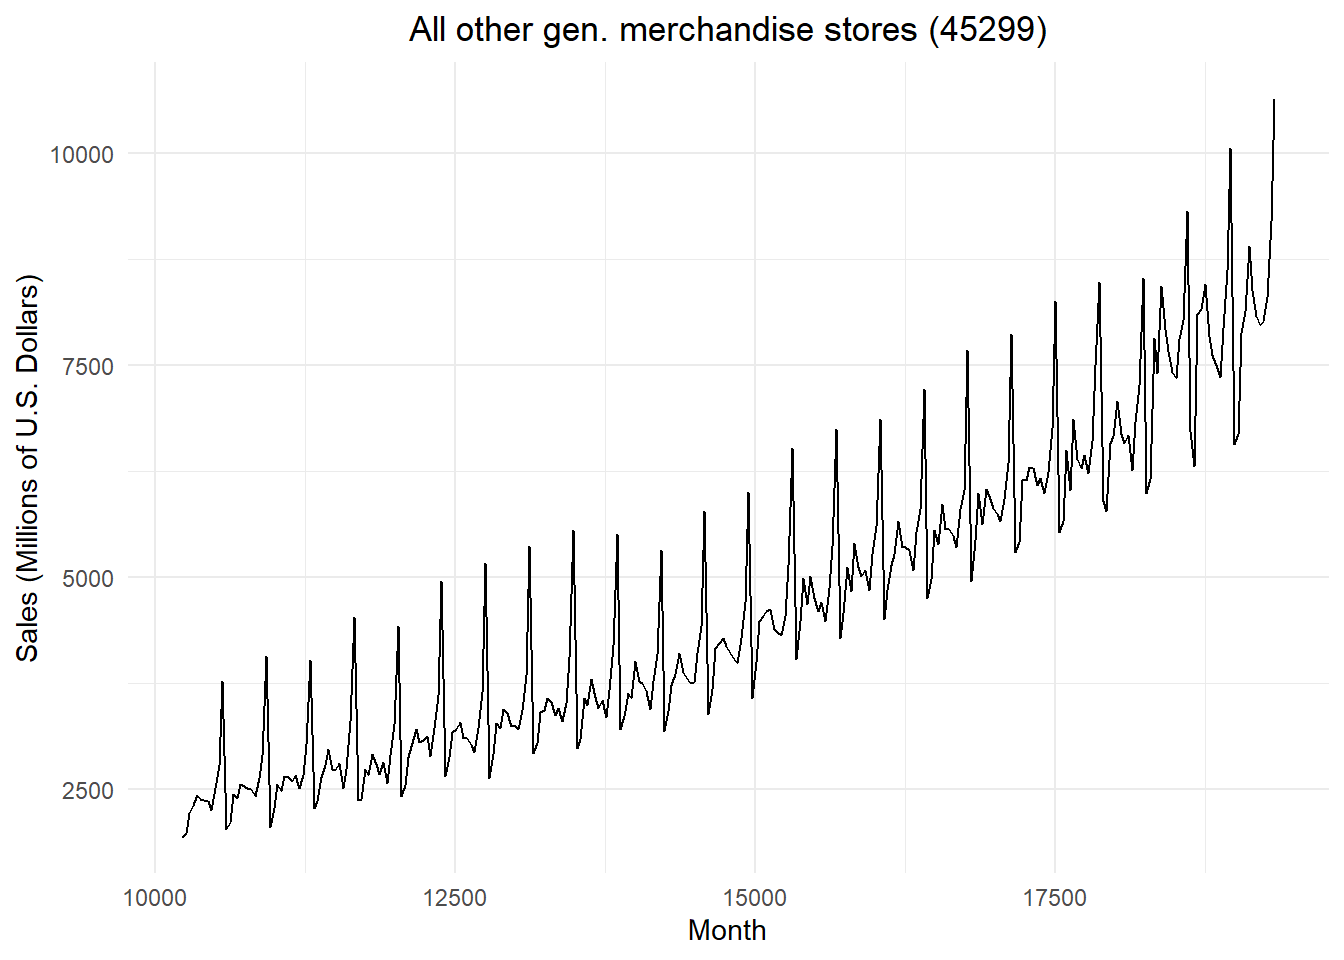 All other gen. merchandise stores (45299)
Sales (Millions of U.S. Dollars)
10000
7500
5000
2500
10000 12500 15000 17500
Month